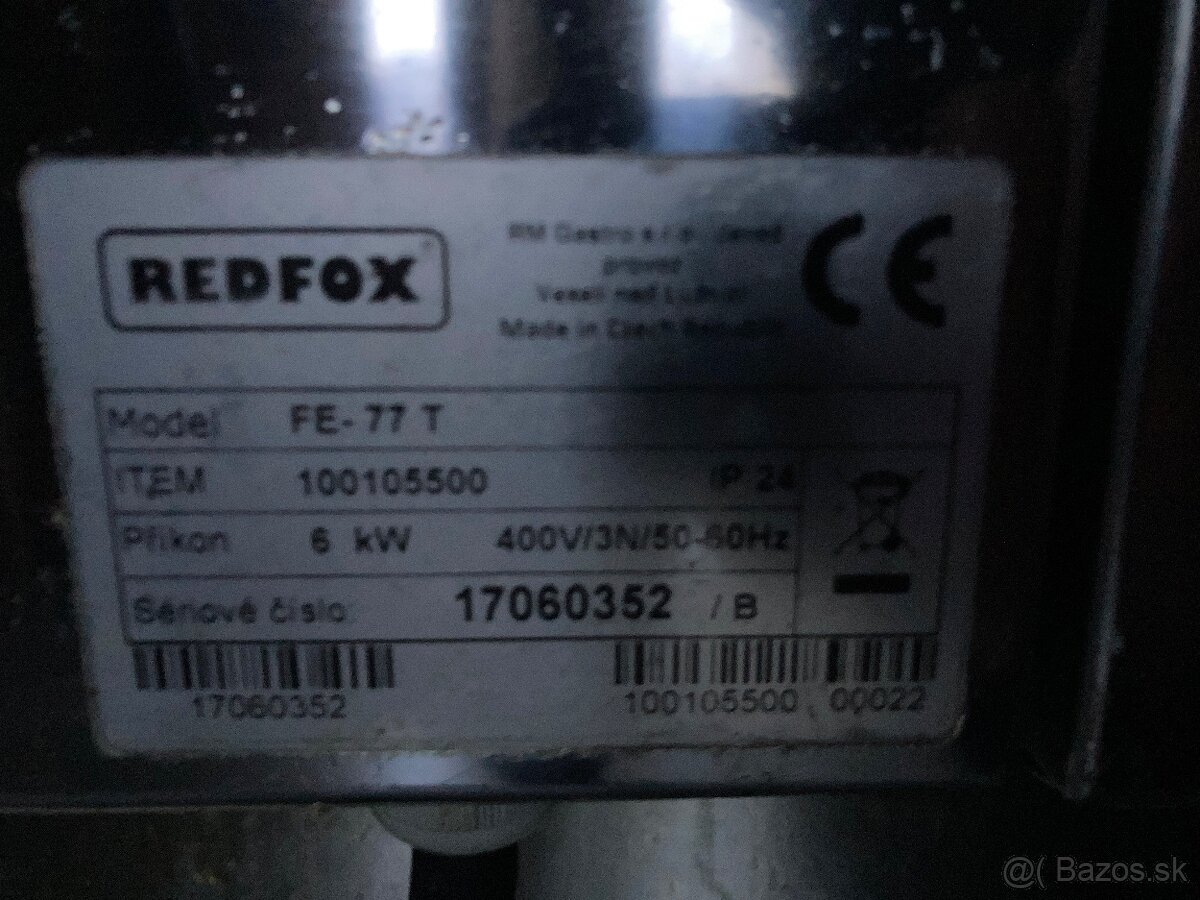 REDFOX
RM Gastro s.r.o.
provoz
Veselí nad
Made in Czech Republic
CE
Model FE- 77 T
ITEM 100105500 IP 24
Příkon 6 kW 400V/3N/50-60Hz
Sériové číslo: 17060352 / B
17060352
100105500 00022
@( Bazos.sk